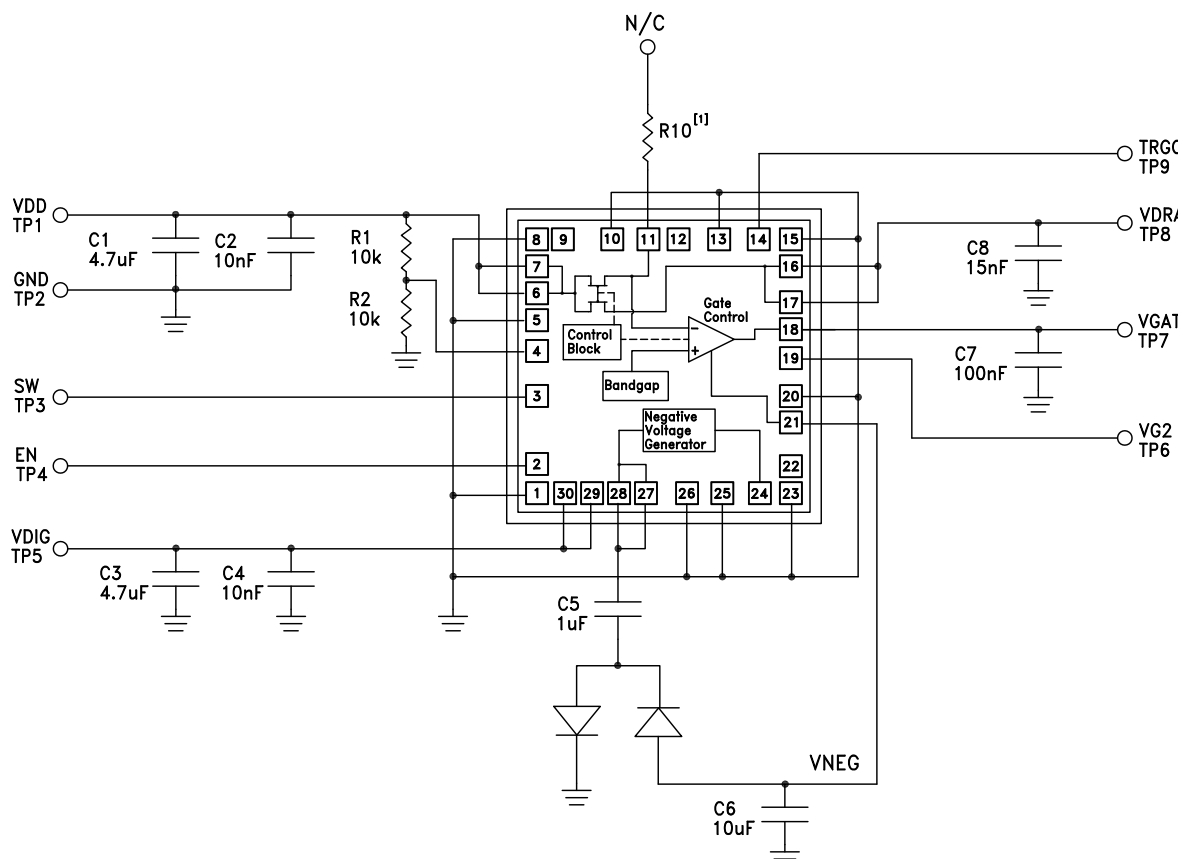 N/C
R10[1]
TRGO
TP9
VDD
TP1
C1
4.7uF
C2
10nF
R1
10k
GND
TP2
R2
10k
VDRA
TP8
C8
15nF
VGAT
TP7
C7
100nF
VG2
TP6
8
9
10
11
12
13
14
15
7
16
6
17
5
18
4
19
3
20
21
2
22
1
30
29
28
27
26
25
24
23
Gate
Control
−
+
Control
Block
Bandgap
Negative
Voltage
Generator
SW
TP3
EN
TP4
VDIG
TP5
C3
4.7uF
C4
10nF
C5
1uF
VNEG
C6
10uF